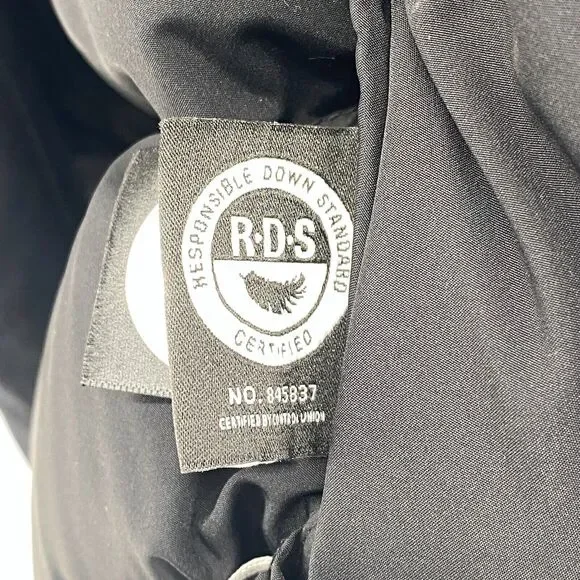 RESPONSIBLE DOWN STANDARD
R·D·S
CERTIFIED
NO. 845837
CERTIFIED BY CONTROL UNION